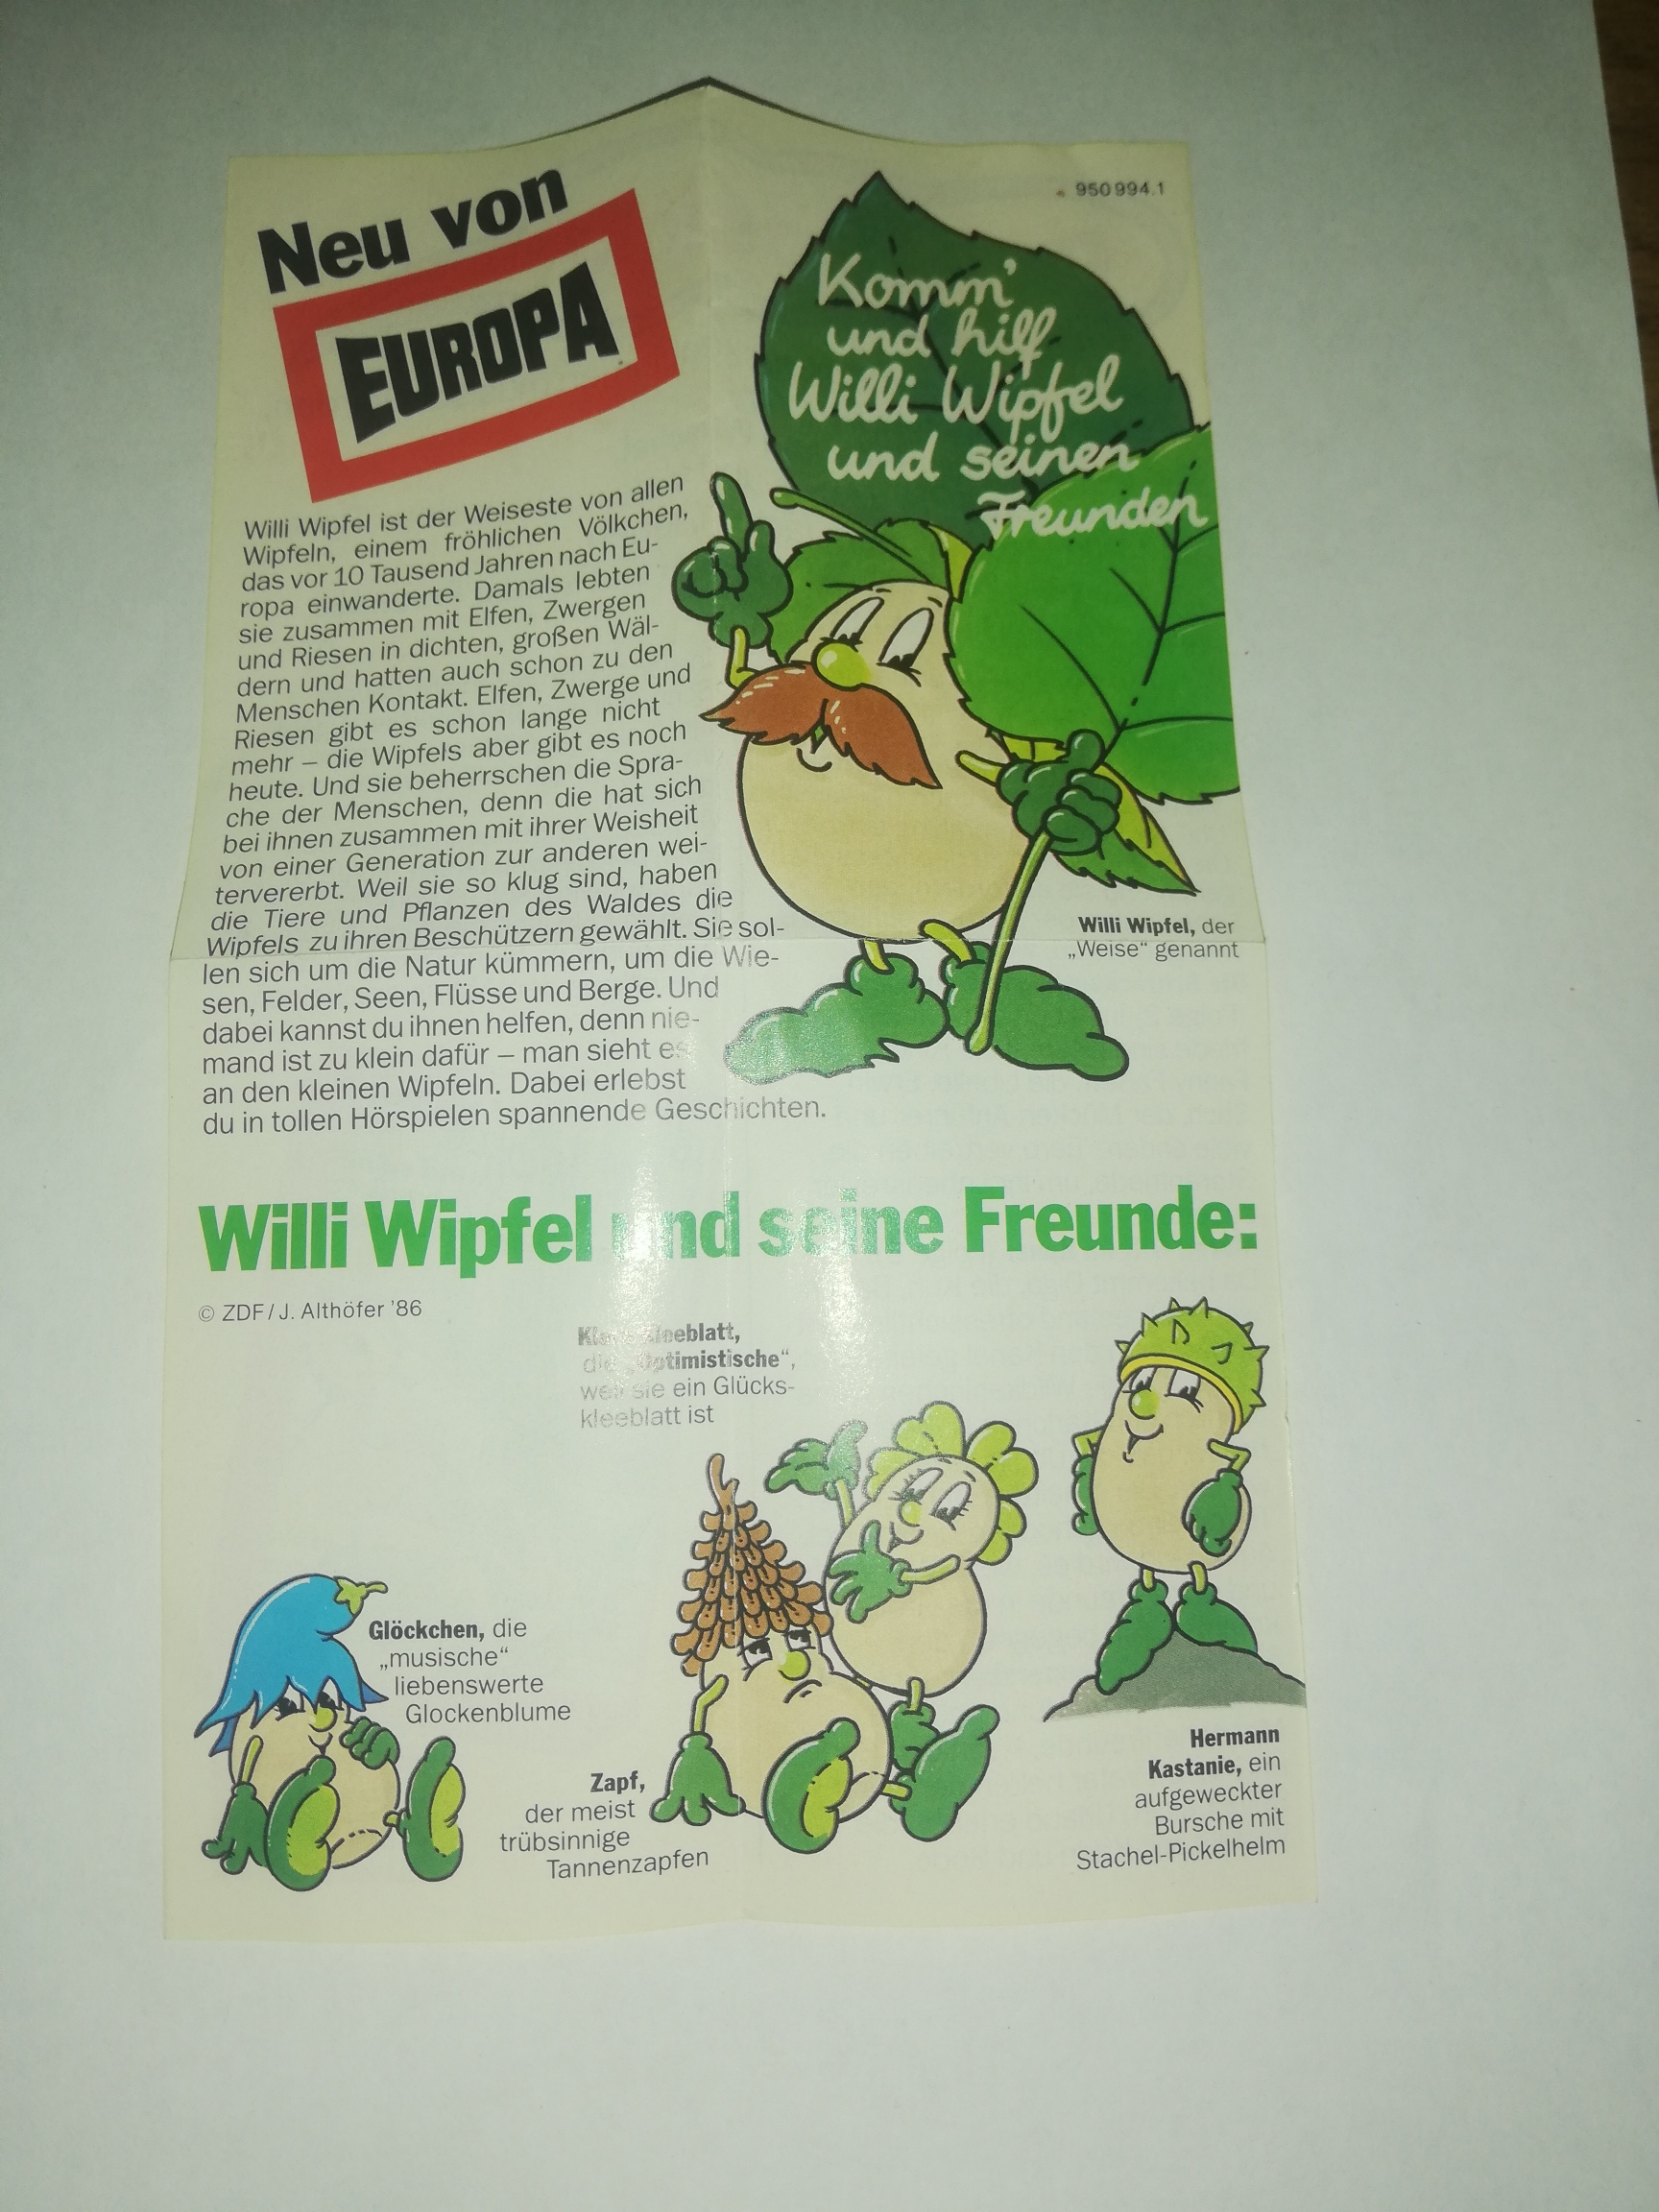 Neu von
EUROPA
950 994.1
Komm'
und hilf
Willi Wipfel
und seinen
Freunden
Willi Wipfel ist der Weiseste von allen
Wipfeln, einem fröhlichen Völkchen,
das vor 10 Tausend Jahren nach Eu-
ropa einwanderte. Damals lebten
sie zusammen mit Elfen, Zwergen
und Riesen in dichten, großen Wäl-
dern und hatten auch schon zu den
Menschen Kontakt. Elfen, Zwerge und
Riesen gibt es schon lange nicht
mehr – die Wipfels aber gibt es noch
heute. Und sie beherrschen die Spra-
che der Menschen, denn die hat sich
bei ihnen zusammen mit ihrer Weisheit
von einer Generation zur anderen wei-
tervererbt. Weil sie so klug sind, haben
die Tiere und Pflanzen des Waldes die
Wipfels zu ihren Beschützern gewählt. Sie sol-
len sich um die Natur kümmern, um die Wie-
sen, Felder, Seen, Flüsse und Berge. Und
dabei kannst du ihnen helfen, denn nie-
mand ist zu klein dafür – man sieht es
an den kleinen Wipfeln. Dabei erlebst
du in tollen Hörspielen spannende Geschichten.
Willi Wipfel, der
„Weise“ genannt
Willi Wipfel und seine Freunde:
© ZDF/J. Althöfer '86
Kleeblatt,
die „Optimistische“,
weil sie ein Glücks-
kleeblatt ist
Glöckchen, die
„musische“
liebenswerte
Glockenblume
Zapf,
der meist
trübsinnige
Tannenzapfen
Hermann
Kastanie, ein
aufgeweckter
Bursche mit
Stachel-Pickelhelm